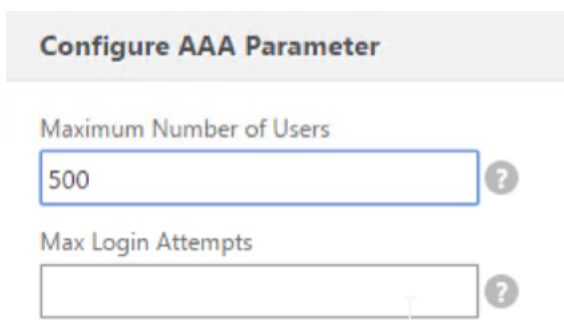 Configure AAA Parameter
Maximum Number of Users
500
?
Max Login Attempts
?